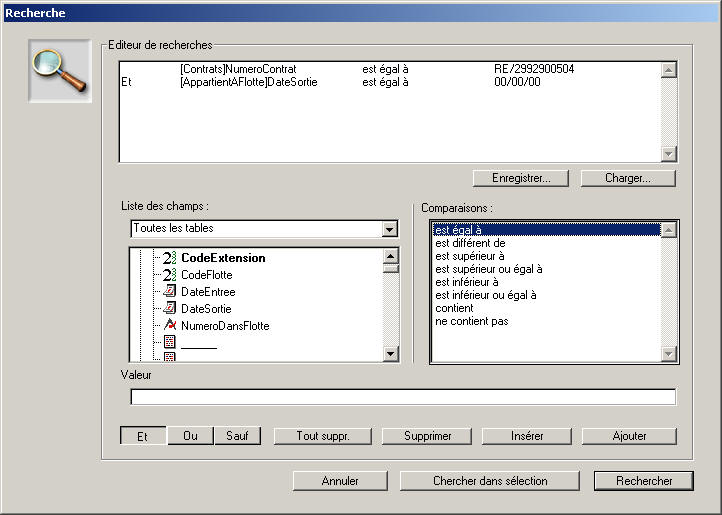 Recherche
Editeur de recherches
[Contrats]NumeroContrat est égal à RE/2992900504
Et [AppartientAFlotte]DateSortie est égal à 00/00/00
Enregistrer... Charger...
Liste des champs :
Toutes les tables
CodeExtension
CodeFlotte
DateEntree
DateSortie
NumeroDansFlotte
______
Comparaisons :
est égal à
est différent de
est supérieur à
est supérieur ou égal à
est inférieur à
est inférieur ou égal à
contient
ne contient pas
Valeur
Et Ou Sauf Tout suppr. Supprimer Insérer Ajouter
Annuler Chercher dans sélection Rechercher